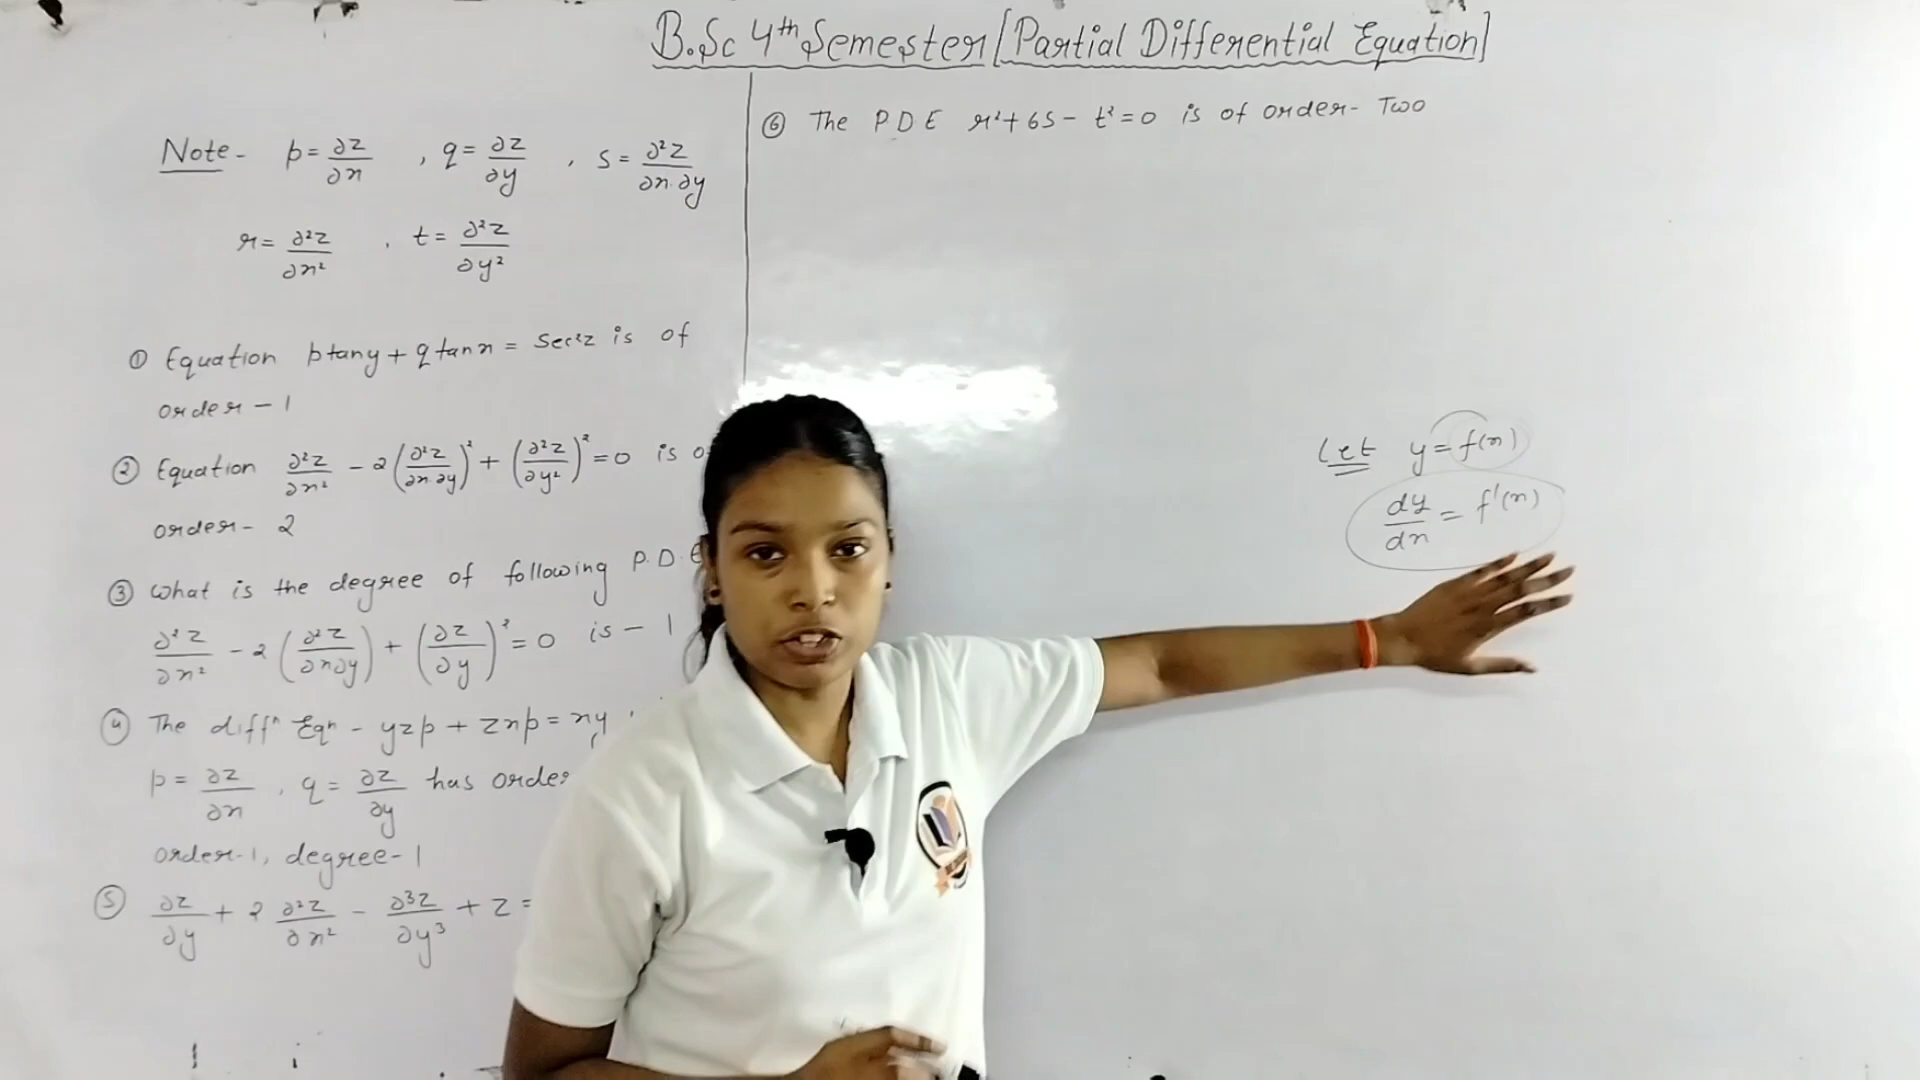 B.Sc 4th Semester [Partial Differential Equation]
Note- p = ∂z/∂x , q = ∂z/∂y , s = ∂²z/∂x.∂y
r = ∂²z/∂x² , t = ∂²z/∂y²
① Equation p tan y + q tan x = Sec²z is of
order - 1
② Equation ∂²z/∂x² - 2(∂²z/∂x.∂y)² + (∂²z/∂y²)² = 0 is o
order- 2
③ What is the degree of following P.D.E
∂²z/∂x² - 2(∂²z/∂x∂y) + (∂z/∂y)² = 0 is - 1
④ The diffⁿ Eqⁿ - yzp + zxp = xy ,
p = ∂z/∂x , q = ∂z/∂y has order
order-1, degree-1
⑤ ∂z/∂y + 2 ∂²z/∂x² - ∂³z/∂y³ + z =
⑥ The P D E r² + 6s - t² = 0 is of order- Two
Let y = f(x)
dy/dx = f'(x)